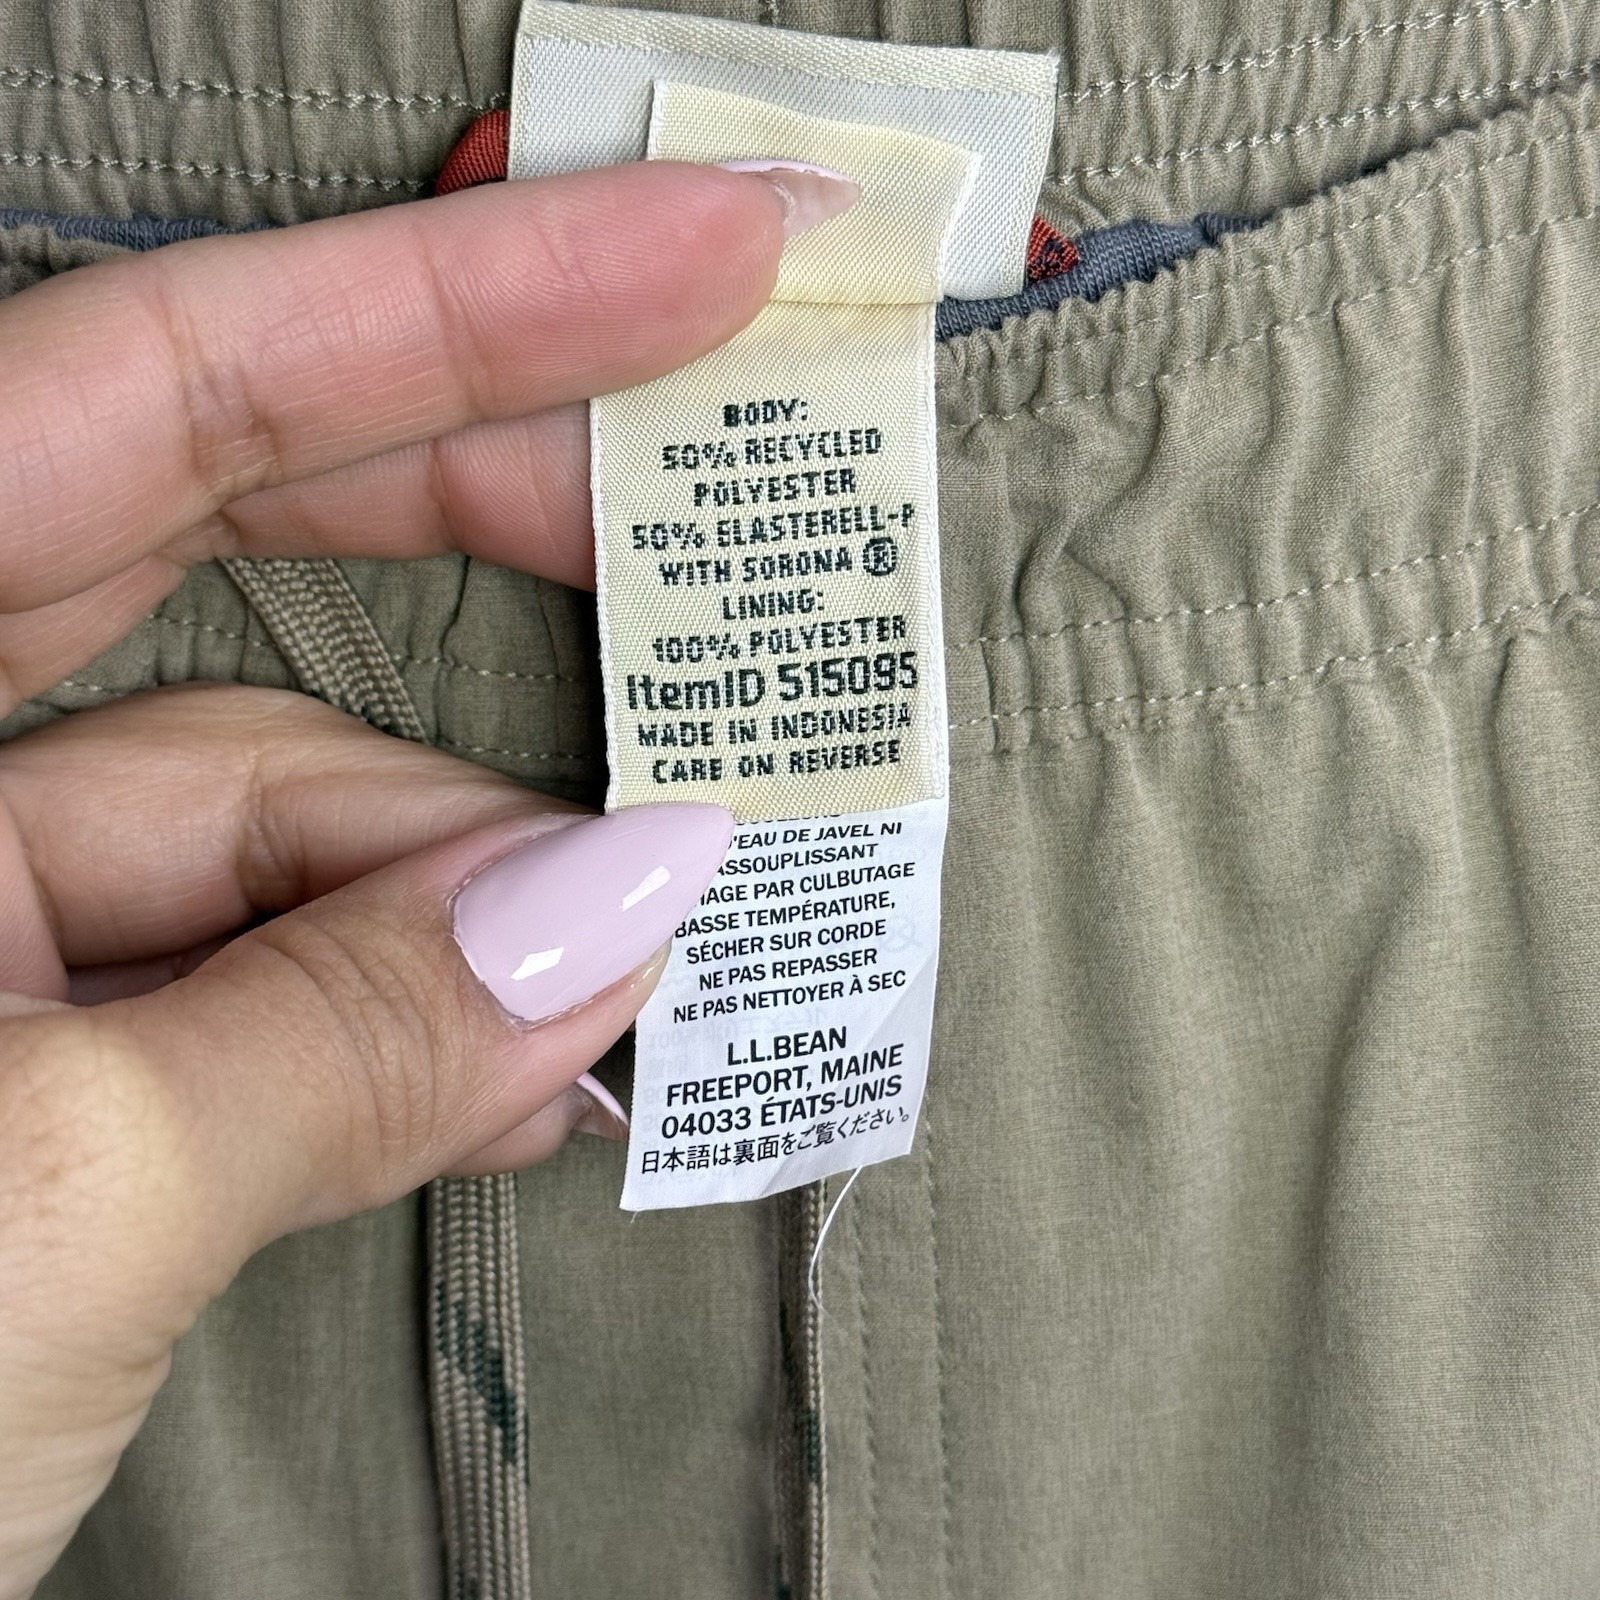 BODY:
50% RECYCLED
POLYESTER
50% ELASTERELL-P
WITH SORONA ®
LINING:
100% POLYESTER
ItemID 515095
MADE IN INDONESIA
CARE ON REVERSE
'EAU DE JAVEL NI
ASSOUPLISSANT
PAR CULBUTAGE
BASSE TEMPÉRATURE,
SÉCHER SUR CORDE
NE PAS REPASSER
NE PAS NETTOYER À SEC
L.L.BEAN
FREEPORT, MAINE
04033 ÉTATS-UNIS
日本語は裏面をご覧ください。